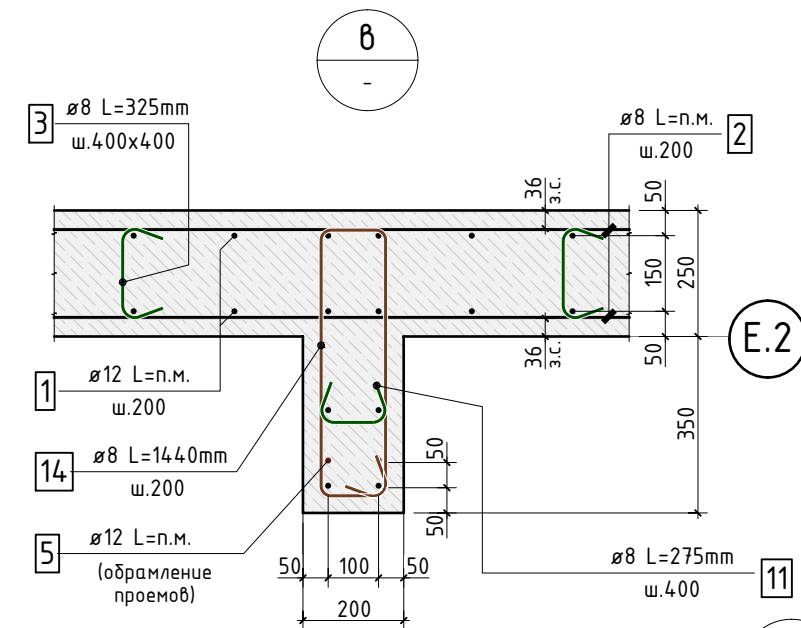 в
-
3
ø8 L=325mm
ш.400х400
ø8 L=п.м.
ш.200
2
36
з.с.
50
150
250
50
36
з.с.
E.2
1
ø12 L=п.м.
ш.200
14
ø8 L=1440mm
ш.200
350
50
50
5
ø12 L=п.м.
(обрамление
проемов)
50
100
50
200
ø8 L=275mm
ш.400
11